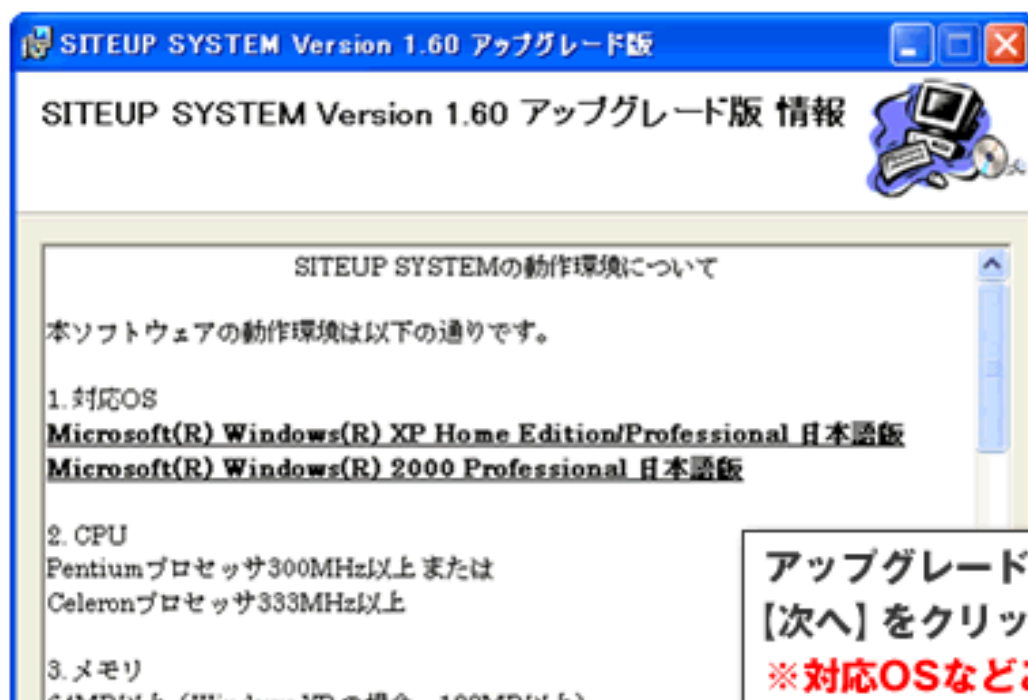 SITEUP SYSTEM Version 1.60 アップグレード版
SITEUP SYSTEM Version 1.60 アップグレード版 情報
SITEUP SYSTEMの動作環境について
本ソフトウェアの動作環境は以下の通りです。
1. 対応OS
Microsoft(R) Windows(R) XP Home Edition/Professional 日本語版
Microsoft(R) Windows(R) 2000 Professional 日本語版
2. CPU
Pentiumプロセッサ300MHz以上 または
Celeronプロセッサ333MHz以上
3. メモリ
アップグレード
【次へ】をクリッ
※対応OSなど